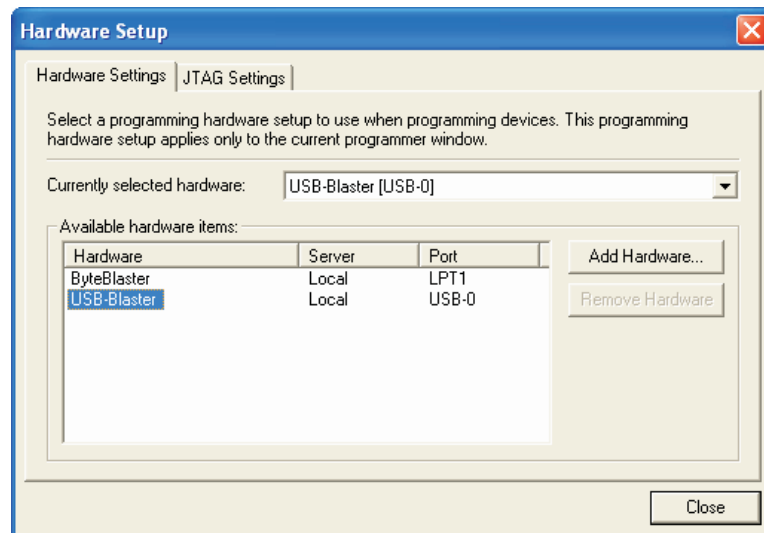 Hardware Setup
Hardware Settings JTAG Settings
Select a programming hardware setup to use when programming devices. This programming
hardware setup applies only to the current programmer window.
Currently selected hardware: USB-Blaster [USB-0]
Available hardware items:
Hardware Server Port
Add Hardware...
ByteBlaster Local LPT1
USB-Blaster Local USB-0
Remove Hardware
Close